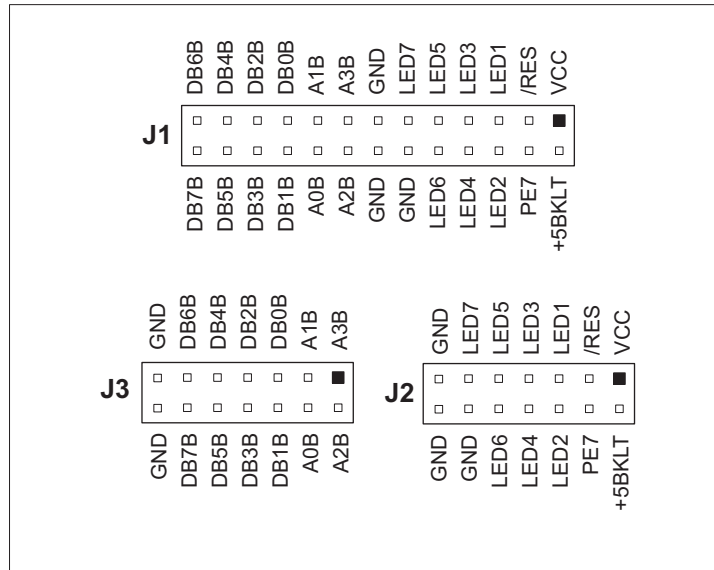 DB6B DB4B DB2B DB0B A1B A3B GND LED7 LED5 LED3 LED1 /RES VCC
J1
DB7B DB5B DB3B DB1B A0B A2B GND GND LED6 LED4 LED2 PE7 +5BKLT
GND DB6B DB4B DB2B DB0B A1B A3B
J3
GND DB7B DB5B DB3B DB1B A0B A2B
GND LED7 LED5 LED3 LED1 /RES VCC
J2
GND GND LED6 LED4 LED2 PE7 +5BKLT